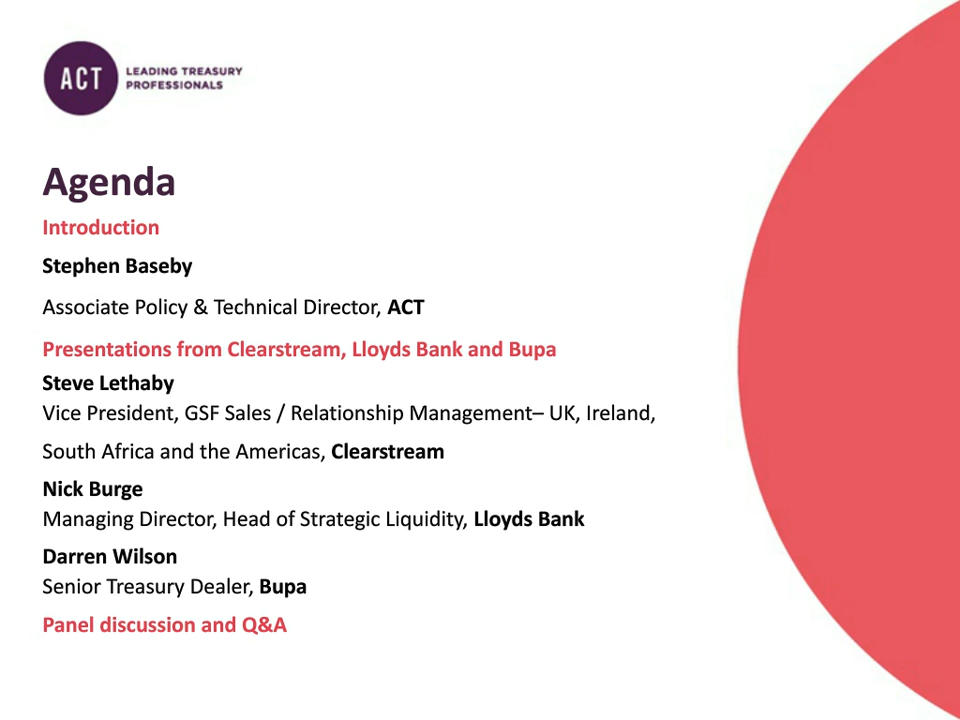 ACT
LEADING TREASURY
PROFESSIONALS
Agenda
Introduction
Stephen Baseby
Associate Policy & Technical Director, ACT
Presentations from Clearstream, Lloyds Bank and Bupa
Steve Lethaby
Vice President, GSF Sales / Relationship Management– UK, Ireland,
South Africa and the Americas, Clearstream
Nick Burge
Managing Director, Head of Strategic Liquidity, Lloyds Bank
Darren Wilson
Senior Treasury Dealer, Bupa
Panel discussion and Q&A